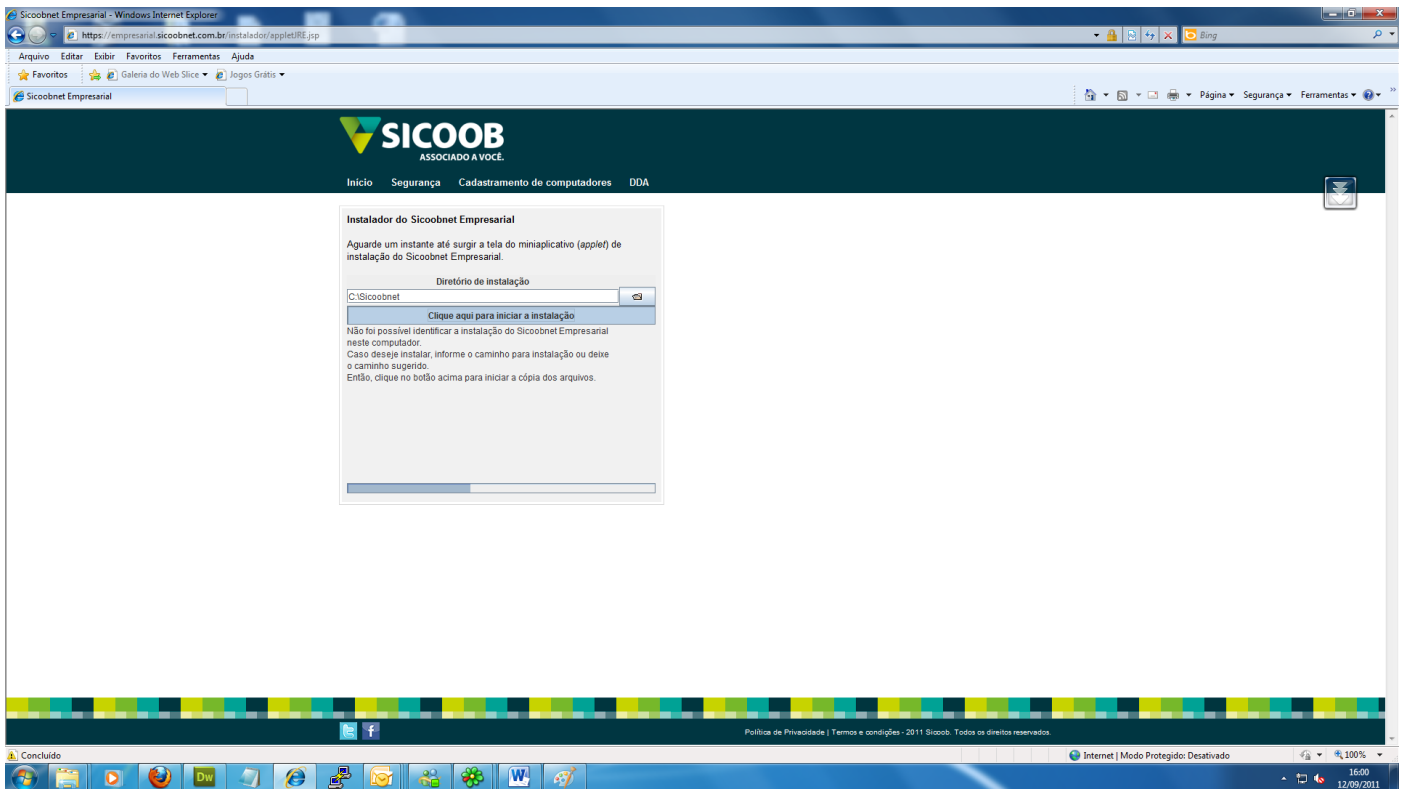 Sicoobnet Empresarial - Windows Internet Explorer
https://empresarial.sicoobnet.com.br/instalador/appletJRE.jsp
Bing
Arquivo Editar Exibir Favoritos Ferramentas Ajuda
Favoritos Galeria do Web Slice Jogos Grátis
Sicoobnet Empresarial
Página Segurança Ferramentas
SICOOB
ASSOCIADO A VOCÊ.
Início Segurança Cadastramento de computadores DDA
Instalador do Sicoobnet Empresarial
Aguarde um instante até surgir a tela do miniaplicativo (applet) de
instalação do Sicoobnet Empresarial.
Diretório de instalação
C:\Sicoobnet
Clique aqui para iniciar a instalação
Não foi possível identificar a instalação do Sicoobnet Empresarial
neste computador.
Caso deseje instalar, informe o caminho para instalação ou deixe
o caminho sugerido.
Então, clique no botão acima para iniciar a cópia dos arquivos.
Política de Privacidade | Termos e condições - 2011 Sicoob. Todos os direitos reservados.
Concluído
Internet | Modo Protegido: Desativado
100%
Dw
W
16:00
12/09/2011